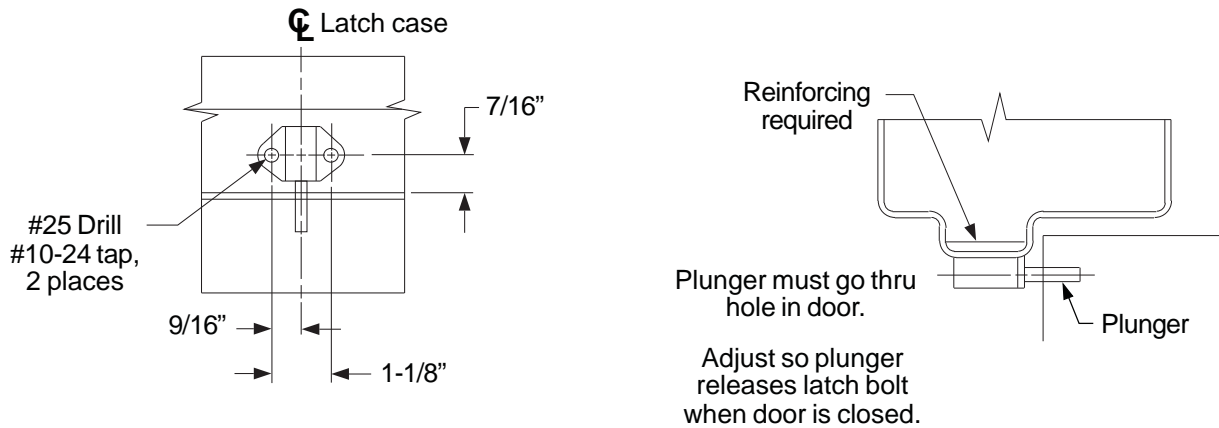 ℄ Latch case
7/16”
#25 Drill
#10-24 tap,
2 places
9/16”
1-1/8”
Reinforcing
required
Plunger must go thru
hole in door.
Plunger
Adjust so plunger
releases latch bolt
when door is closed.